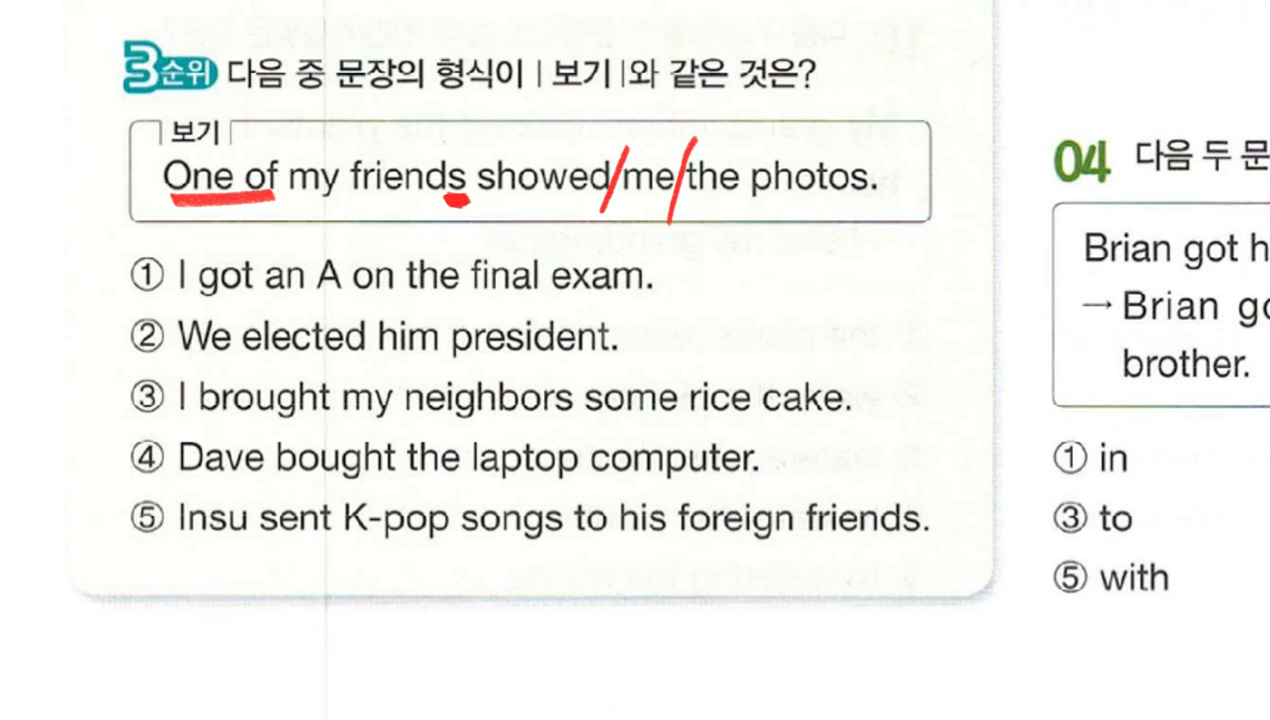 3순위 다음 중 문장의 형식이 |보기|와 같은 것은?
보기
One of my friends showed/me/the photos.
① I got an A on the final exam.
② We elected him president.
③ I brought my neighbors some rice cake.
④ Dave bought the laptop computer.
⑤ Insu sent K-pop songs to his foreign friends.
04 다음 두 문
Brian got h
→ Brian go
brother.
① in
③ to
⑤ with